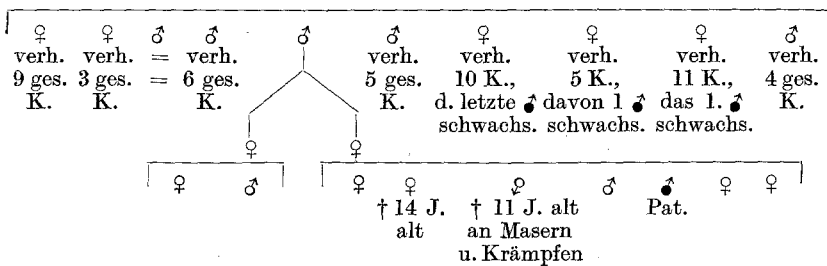 ♀ ♀ ♂ ♂ ♂ ♂ ♀ ♀ ♀ ♂
verh. verh. = verh. verh. verh. verh. verh. verh.
9 ges. 3 ges. = 6 ges. 5 ges. 10 K., 5 K., 11 K., 4 ges.
K. K. K. K. d. letzte davon 1 das 1. K.
schwachs. schwachs. schwachs.
♀ ♀
♀ ♂ ♀ ♀ ♂ ♂ ♀ ♀
† 14 J. † 11 J. alt Pat.
alt an Masern
u. Krämpfen